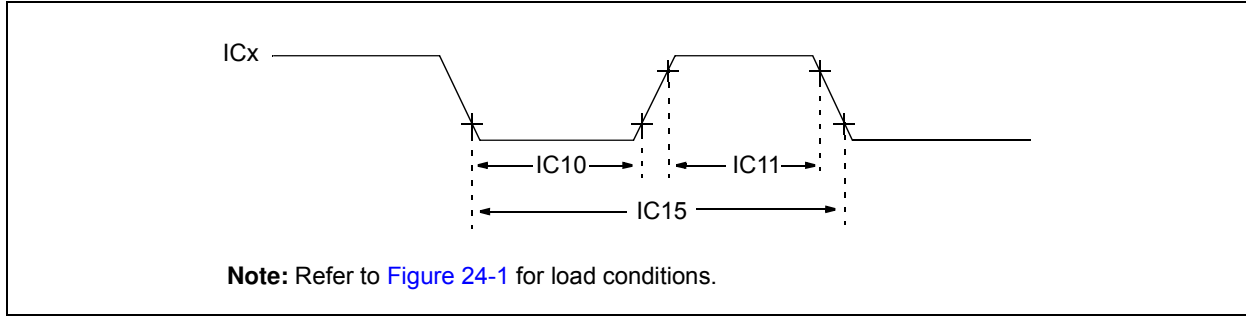 ICx
IC10
IC11
IC15
Note: Refer to Figure 24-1 for load conditions.